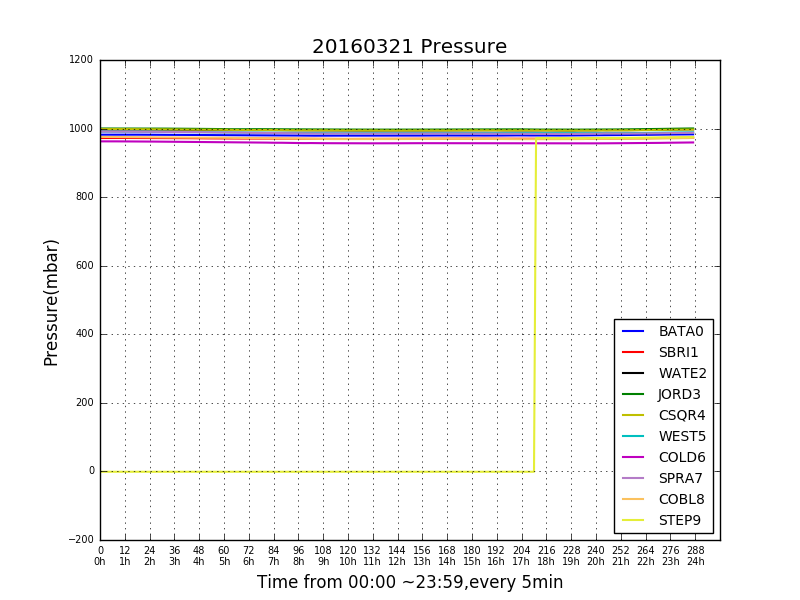 20160321 Pressure
Pressure(mbar)
1200
1000
800
600
400
200
0
−200
0 12 24 36 48 60 72 84 96 108 120 132 144 156 168 180 192 204 216 228 240 252 264 276 288
0h 1h 2h 3h 4h 5h 6h 7h 8h 9h 10h 11h 12h 13h 14h 15h 16h 17h 18h 19h 20h 21h 22h 23h 24h
Time from 00:00 ~23:59,every 5min
BATA0
SBRI1
WATE2
JORD3
CSQR4
WEST5
COLD6
SPRA7
COBL8
STEP9